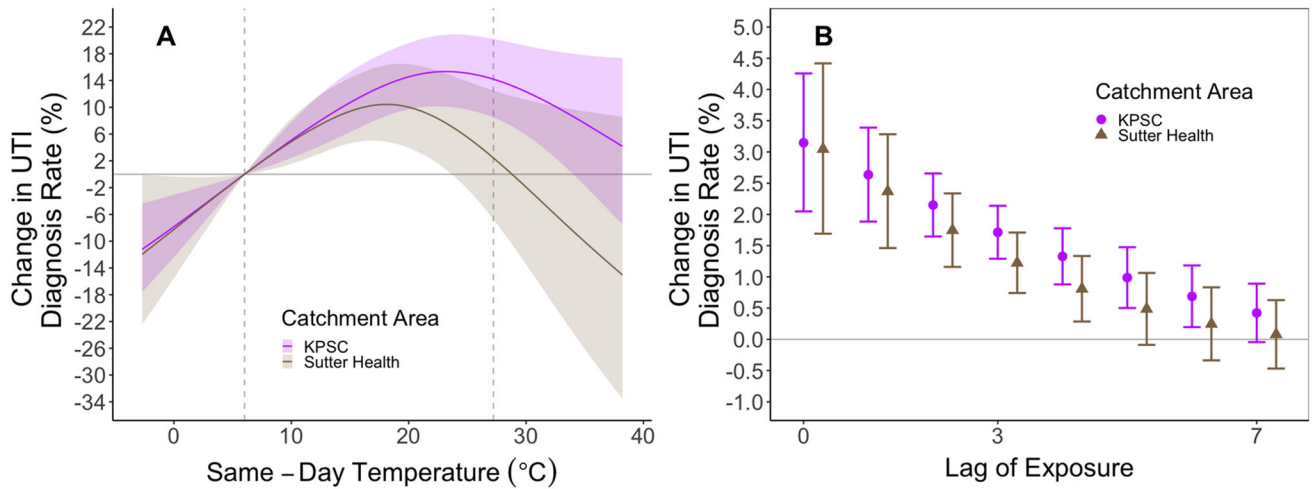 A
Change in UTI
Diagnosis Rate (%)
22
18
14
10
6
2
-2
-6
-10
-14
-18
-22
-26
-30
-34
Catchment Area
KPSC
Sutter Health
0 10 20 30 40
Same – Day Temperature (°C)
B
Change in UTI
Diagnosis Rate (%)
5.0
4.5
4.0
3.5
3.0
2.5
2.0
1.5
1.0
0.5
0.0
-0.5
-1.0
Catchment Area
KPSC
Sutter Health
0 3 7
Lag of Exposure